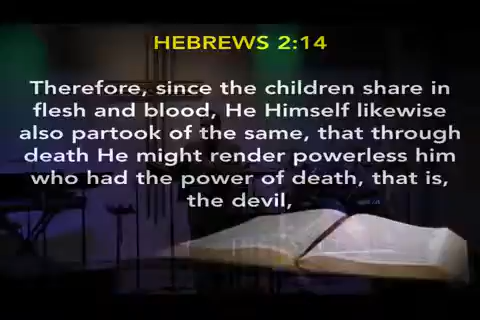 HEBREWS 2:14
Therefore, since the children share in
flesh and blood, He Himself likewise
also partook of the same, that through
death He might render powerless him
who had the power of death, that is,
the devil,